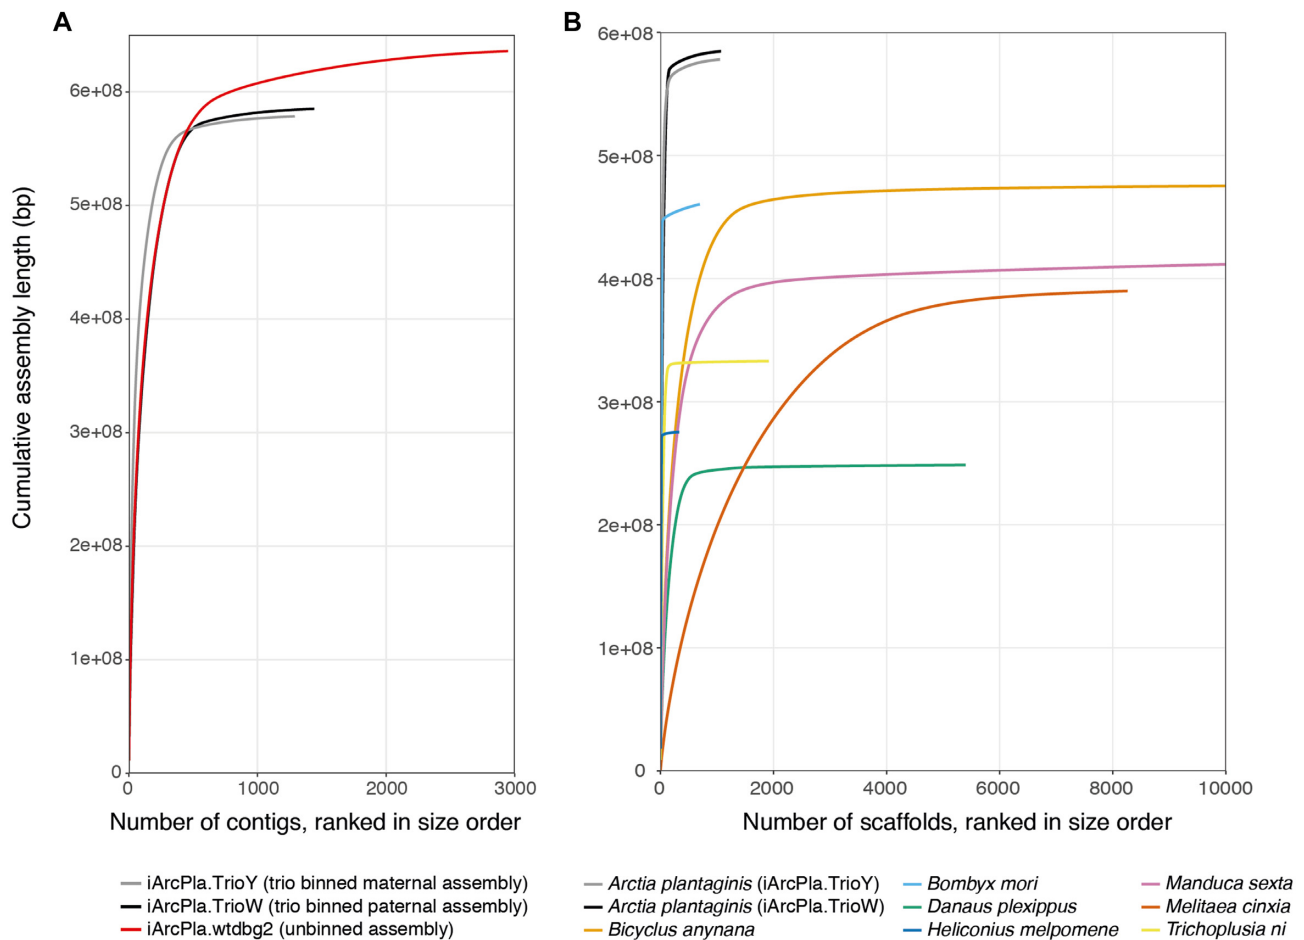 A
B
Cumulative assembly length (bp)
6e+08
5e+08
4e+08
3e+08
2e+08
1e+08
0
0 1000 2000 3000
Number of contigs, ranked in size order
6e+08
5e+08
4e+08
3e+08
2e+08
1e+08
0
0 2000 4000 6000 8000 10000
Number of scaffolds, ranked in size order
iArcPla.TrioY (trio binned maternal assembly)
iArcPla.TrioW (trio binned paternal assembly)
iArcPla.wtdbg2 (unbinned assembly)
Arctia plantaginis (iArcPla.TrioY)
Arctia plantaginis (iArcPla.TrioW)
Bicyclus anynana
Bombyx mori
Danaus plexippus
Heliconius melpomene
Manduca sexta
Melitaea cinxia
Trichoplusia ni